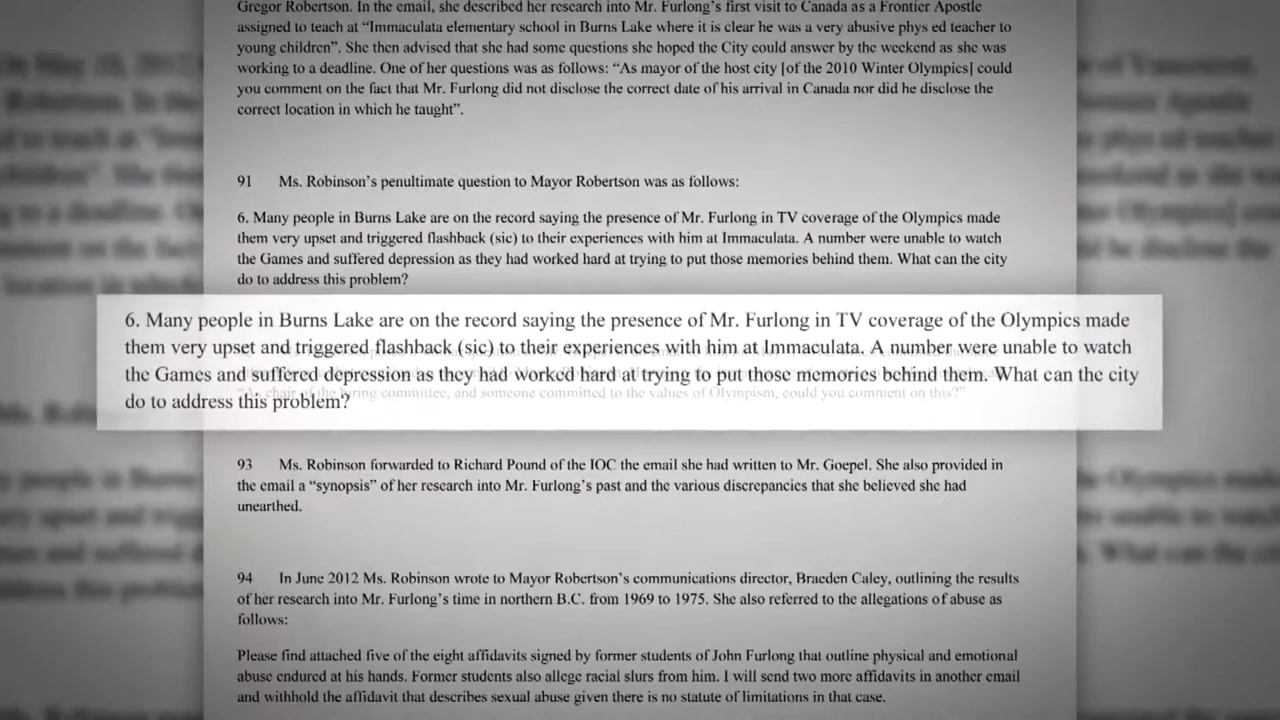 Gregor Robertson. In the email, she described her research into Mr. Furlong's first visit to Canada as a Frontier Apostle
assigned to teach at “Immaculata elementary school in Burns Lake where it is clear he was a very abusive phys ed teacher to
young children”. She then advised that she had some questions she hoped the City could answer by the weekend as she was
working to a deadline. One of her questions was as follows: “As mayor of the host city [of the 2010 Winter Olympics] could
you comment on the fact that Mr. Furlong did not disclose the correct date of his arrival in Canada nor did he disclose the
correct location in which he taught”.
91 Ms. Robinson's penultimate question to Mayor Robertson was as follows:
6. Many people in Burns Lake are on the record saying the presence of Mr. Furlong in TV coverage of the Olympics made
them very upset and triggered flashback (sic) to their experiences with him at Immaculata. A number were unable to watch
the Games and suffered depression as they had worked hard at trying to put those memories behind them. What can the city
do to address this problem?
6. Many people in Burns Lake are on the record saying the presence of Mr. Furlong in TV coverage of the Olympics made
them very upset and triggered flashback (sic) to their experiences with him at Immaculata. A number were unable to watch
the Games and suffered depression as they had worked hard at trying to put those memories behind them. What can the city
do to address this problem?
chair of the hiring committee, and someone committed to the values of Olympism, could you comment on this?”
93 Ms. Robinson forwarded to Richard Pound of the IOC the email she had written to Mr. Goepel. She also provided in
the email a “synopsis” of her research into Mr. Furlong's past and the various discrepancies that she believed she had
unearthed.
94 In June 2012 Ms. Robinson wrote to Mayor Robertson's communications director, Braeden Caley, outlining the results
of her research into Mr. Furlong's time in northern B.C. from 1969 to 1975. She also referred to the allegations of abuse as
follows:
Please find attached five of the eight affidavits signed by former students of John Furlong that outline physical and emotional
abuse endured at his hands. Former students also allege racial slurs from him. I will send two more affidavits in another email
and withhold the affidavit that describes sexual abuse given there is no statute of limitations in that case.